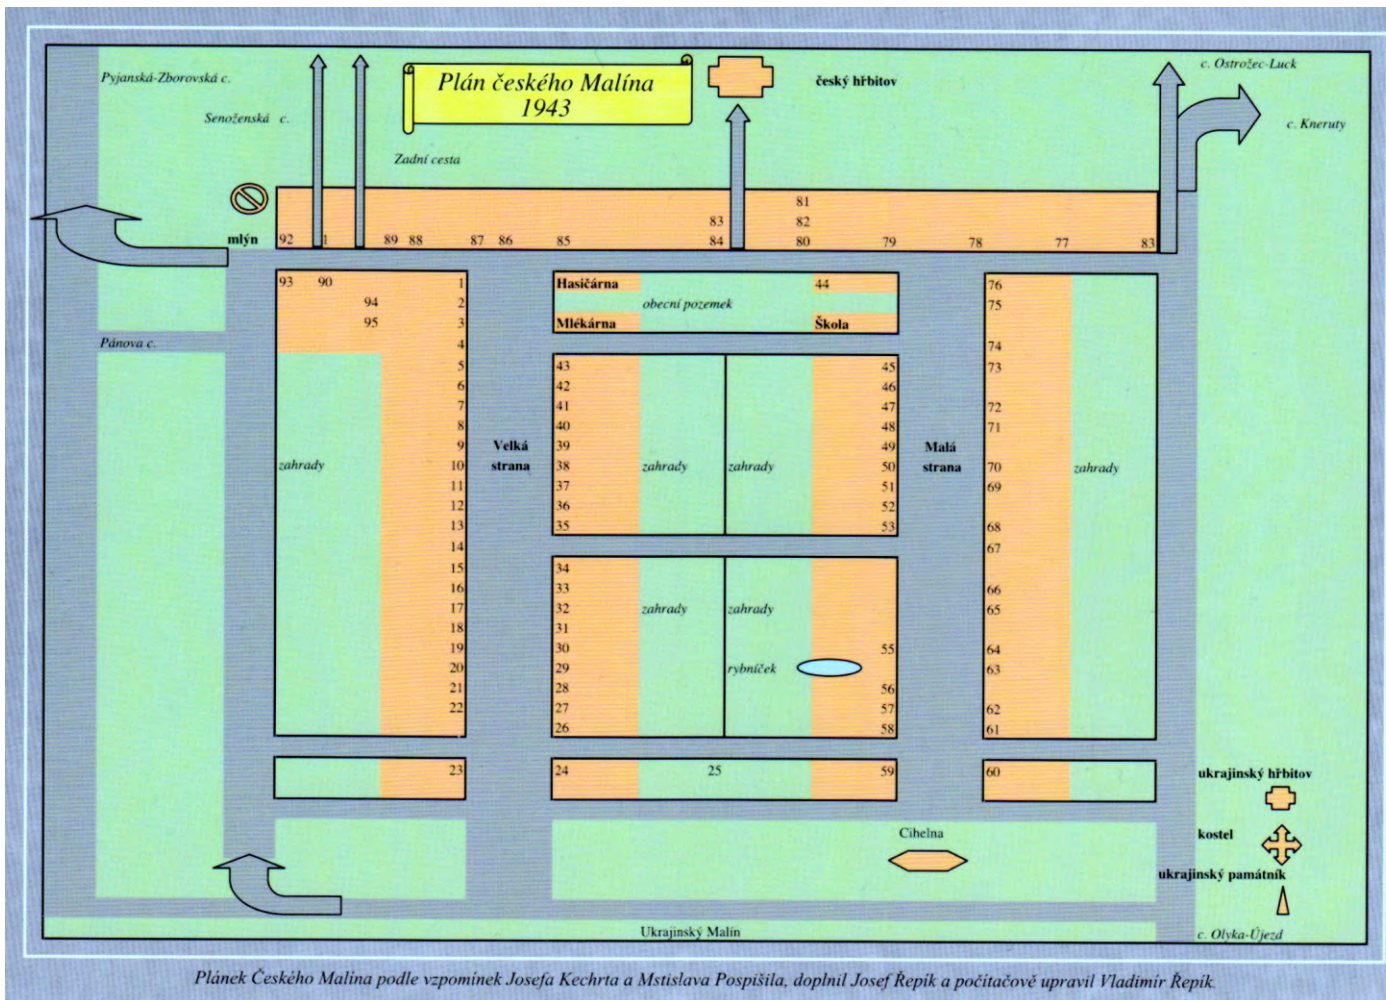 Pyjanská-Zborovská c.
Senoženská c.
Zadní cesta
Plán českého Malína
1943
český hřbitov
c. Ostrožec-Luck
c. Kneruty
mlýn
81
83 82
92 1 89 88 87 86 85 84 80 79 78 77 83
93 90 1
94 2
95 3
4
5
6
7
8
9
10
11
12
13
14
15
16
17
18
19
20
21
22
23
Pánova c.
zahrady
Velká
strana
Hasičárna 44
obecní pozemek
Mlékárna Škola
43 45
42 46
41 47
40 48
39 49
38 zahrady zahrady 50
37 51
36 52
35 53
34
33
32 zahrady zahrady
31
30 55
29 rybníček
28 56
27 57
26 58
24 25 59
Malá
strana
76
75
74
73
72
71
70 zahrady
69
68
67
66
65
64
63
62
61
60
ukrajinský hřbitov
kostel
ukrajinský památník
Cihelna
Ukrajinský Malín
c. Olyka-Újezd
Plánek Českého Malína podle vzpomínek Josefa Kechrta a Mstislava Pospíšila, doplnil Josef Řepík a počítačově upravil Vladimír Řepík.